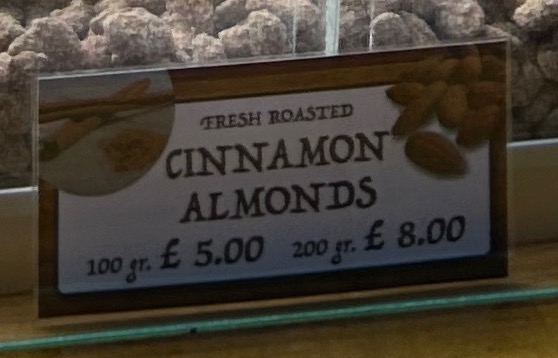 FRESH ROASTED
CINNAMON
ALMONDS
100 gr. £ 5.00 200 gr. £ 8.00